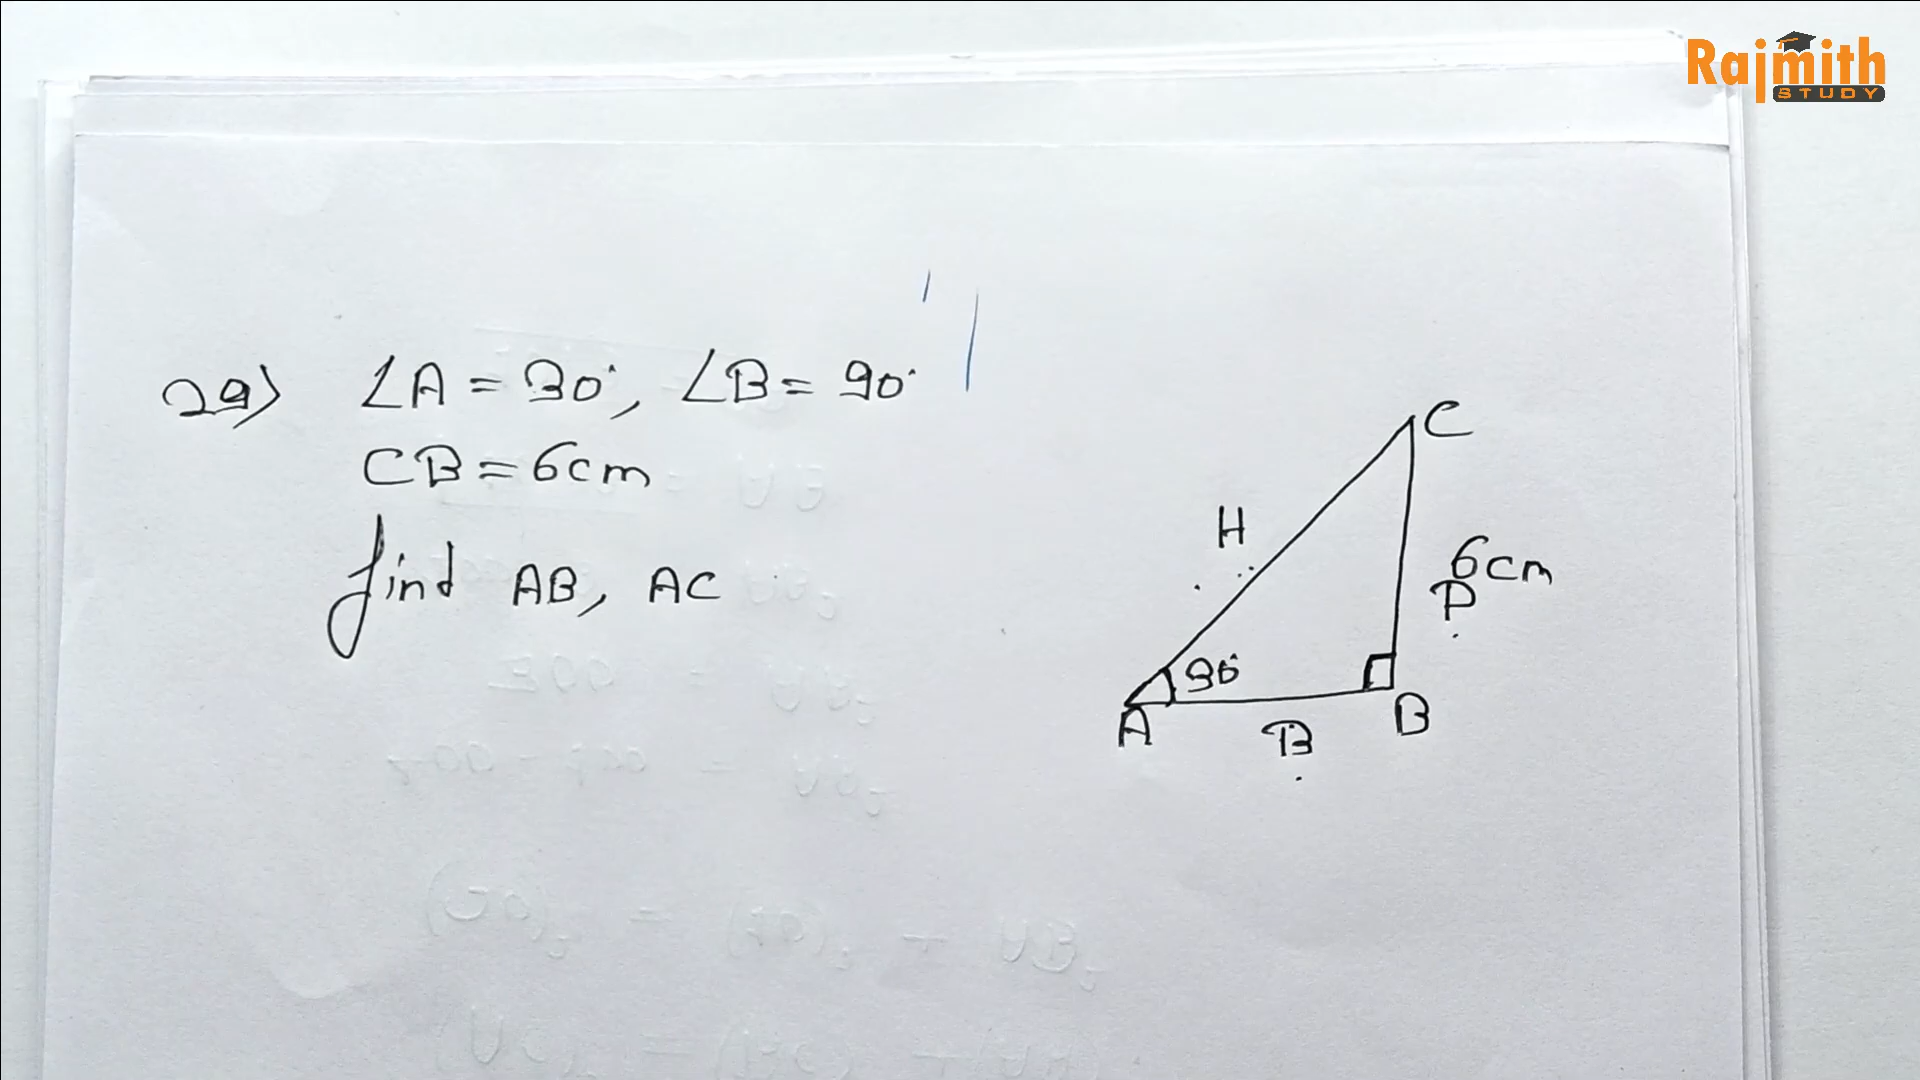 Rajmith
STUDY
29) ∠A = 30°, ∠B = 90°
CB = 6cm
find AB, AC
C
H
6cm
P
30°
A
B
B